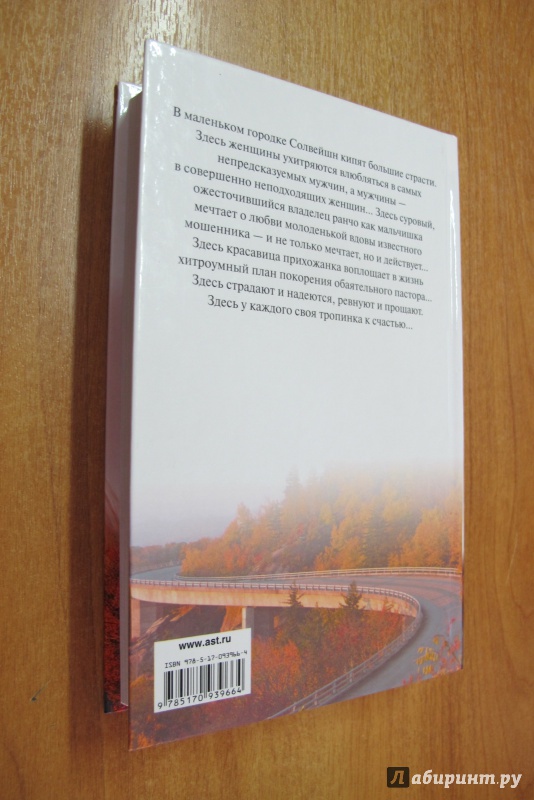 В маленьком городке Солвейшн кипят большие страсти.
Здесь женщины ухитряются влюбляться в самых
непредсказуемых мужчин, а мужчины —
в совершенно неподходящих женщин... Здесь суровый,
ожесточившийся владелец ранчо как мальчишка
мечтает о любви молоденькой вдовы известного
мошенника — и не только мечтает, но и действует...
Здесь красавица прихожанка воплощает в жизнь
хитроумный план покорения обаятельного пастора...
Здесь страдают и надеются, ревнуют и прощают.
Здесь у каждого своя тропинка к счастью...
www.ast.ru
ISBN 978-5-17-093966-4
9 785170 939664
Лабиринт.ру